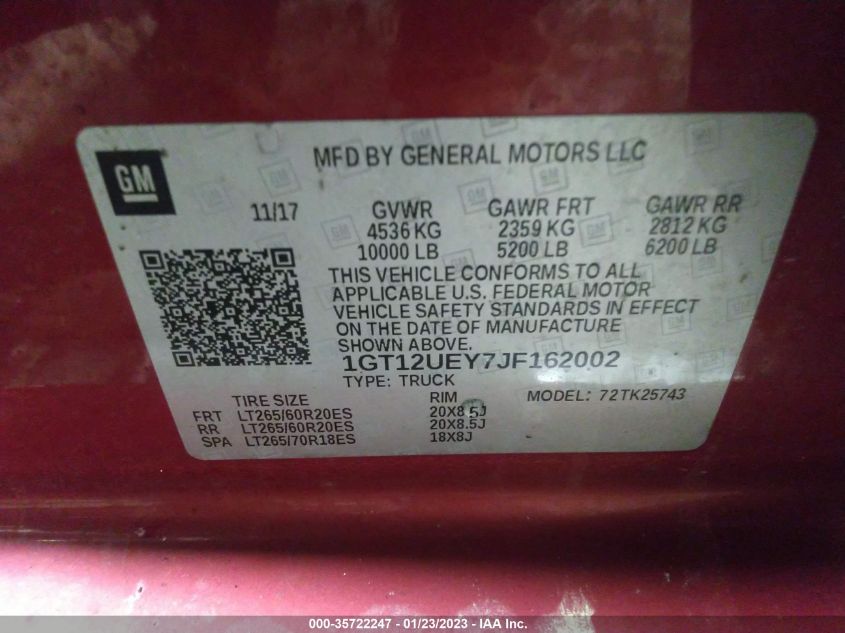 GM
MFD BY GENERAL MOTORS LLC
11/17 GVWR GAWR FRT GAWR RR
4536 KG 2359 KG 2812 KG
10000 LB 5200 LB 6200 LB
THIS VEHICLE CONFORMS TO ALL
APPLICABLE U.S. FEDERAL MOTOR
VEHICLE SAFETY STANDARDS IN EFFECT
ON THE DATE OF MANUFACTURE
SHOWN ABOVE.
1GT12UEY7JF162002
TYPE: TRUCK
TIRE SIZE RIM MODEL: 72TK25743
FRT LT265/60R20ES 20X8.5J
RR LT265/60R20ES 20X8.5J
SPA LT265/70R18ES 18X8J
000-35722247 - 01/23/2023 - IAA, Inc.